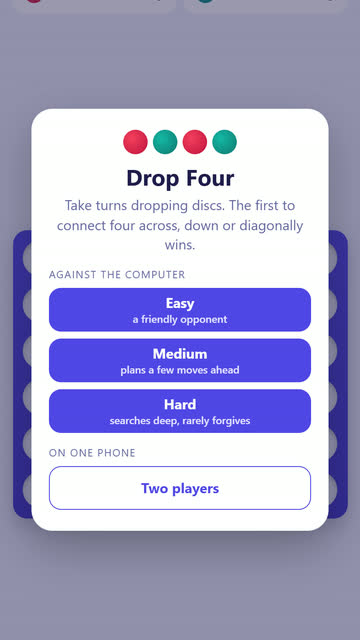 Drop Four
Take turns dropping discs. The first to
connect four across, down or diagonally
wins.
AGAINST THE COMPUTER
Easy
a friendly opponent
Medium
plans a few moves ahead
Hard
searches deep, rarely forgives
ON ONE PHONE
Two players